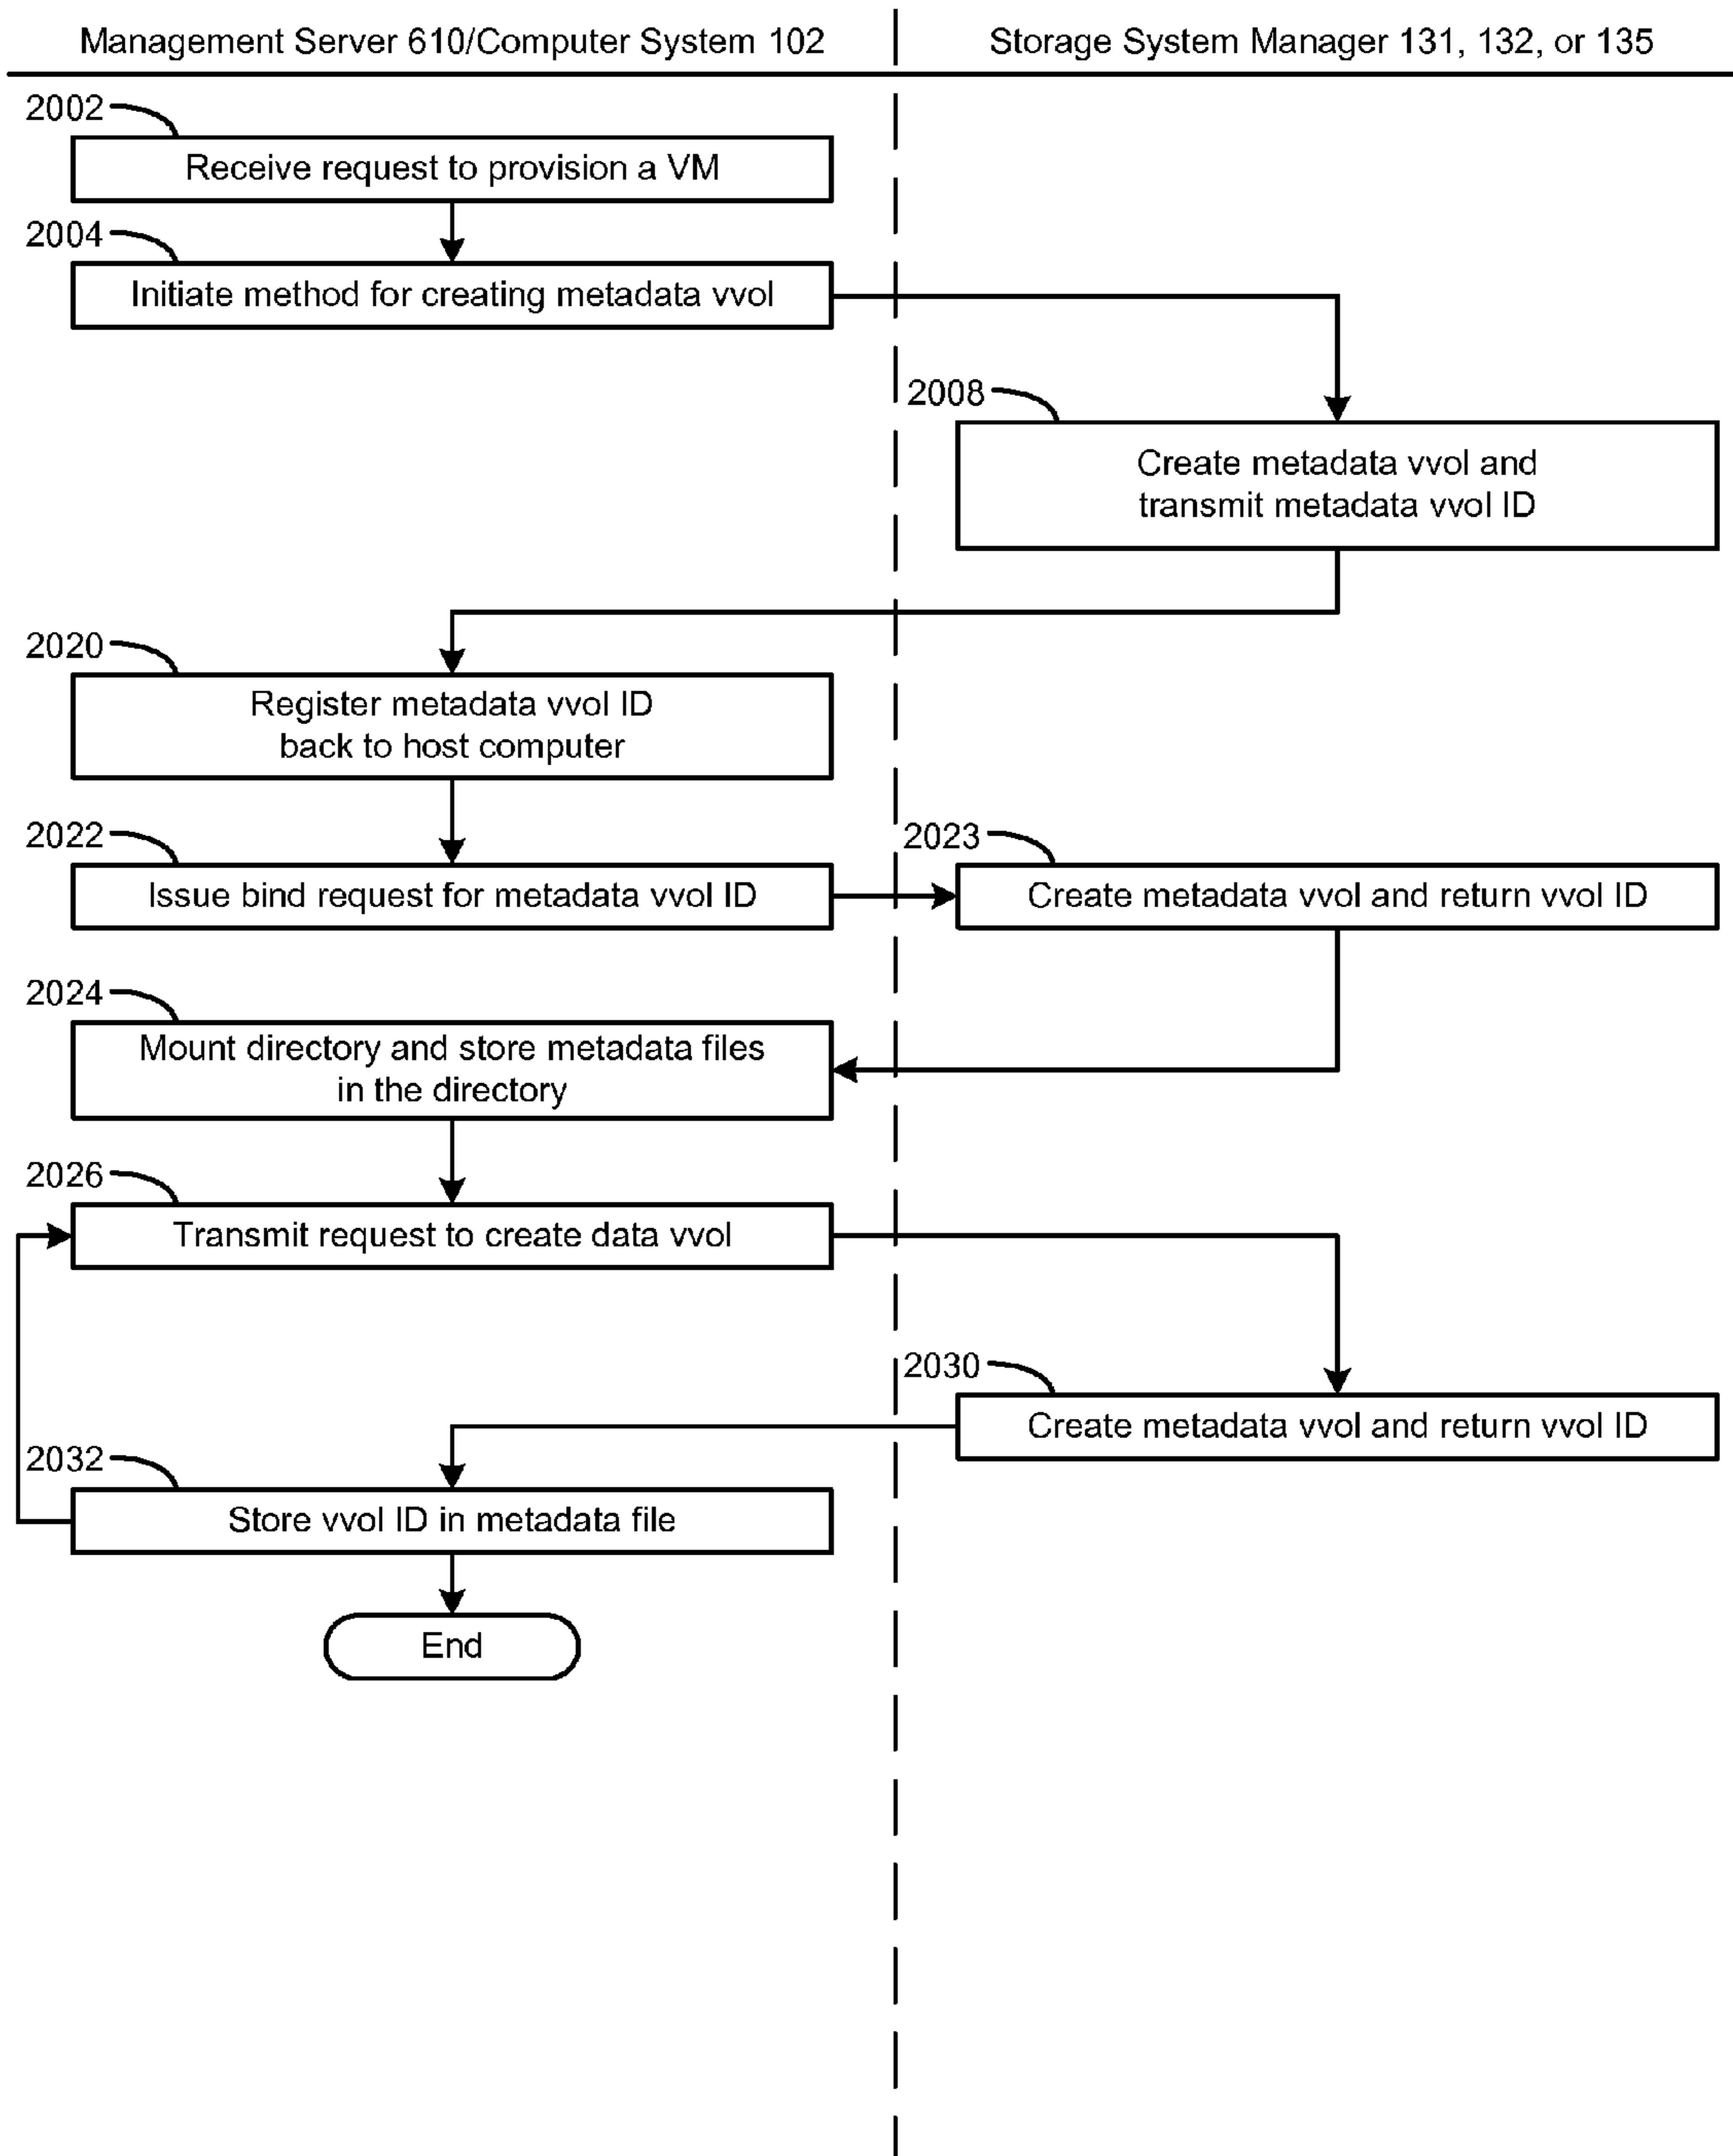 Management Server 610/Computer System 102
Storage System Manager 131, 132, or 135
2002
Receive request to provision a VM
2004
Initiate method for creating metadata vvol
2008
Create metadata vvol and
transmit metadata vvol ID
2020
Register metadata vvol ID
back to host computer
2022
Issue bind request for metadata vvol ID
2023
Create metadata vvol and return vvol ID
2024
Mount directory and store metadata files
in the directory
2026
Transmit request to create data vvol
2030
Create metadata vvol and return vvol ID
2032
Store vvol ID in metadata file
End